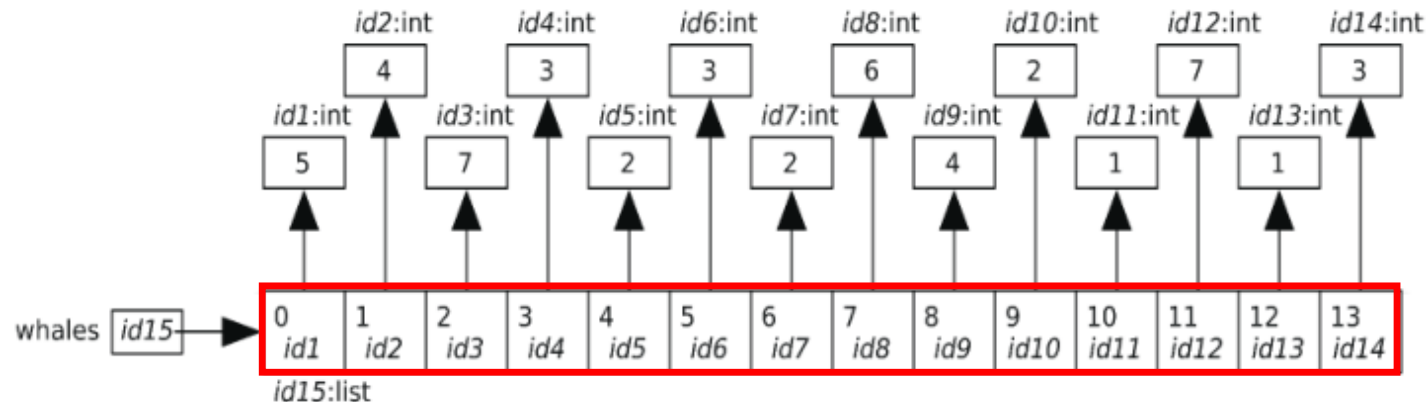 id2:int id4:int id6:int id8:int id10:int id12:int id14:int
4 3 3 6 2 7 3
id1:int id3:int id5:int id7:int id9:int id11:int id13:int
5 7 2 2 4 1 1
0 1 2 3 4 5 6 7 8 9 10 11 12 13
whales id15 id1 id2 id3 id4 id5 id6 id7 id8 id9 id10 id11 id12 id13 id14
id15:list